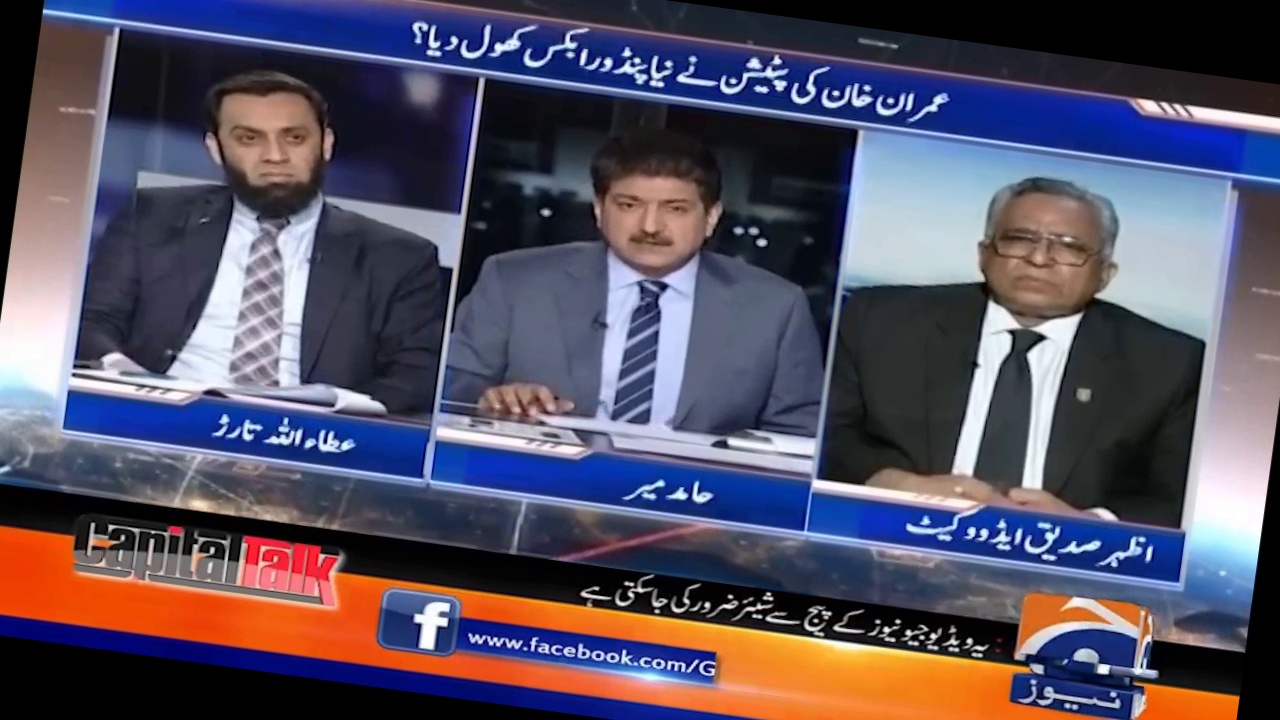 عمران خان کی پٹیشن نے نیا پنڈورا بکس کھول دیا؟
عطاء اللہ تارڑ
حامد میر
اظہر صدیق ایڈووکیٹ
Capital Talk
: یہ ویڈیو جیو نیوز کے پیج سے شیئر ضرور کی جاسکتی ہے
f www.facebook.com/G
نیوز